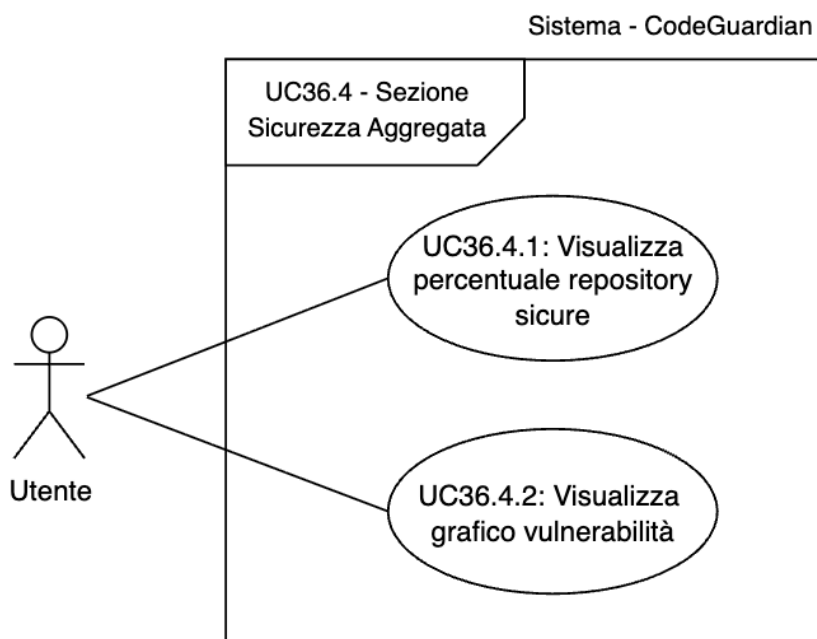 Sistema - CodeGuardian
UC36.4 - Sezione
Sicurezza Aggregata
UC36.4.1: Visualizza
percentuale repository
sicure
Utente
UC36.4.2: Visualizza
grafico vulnerabilità